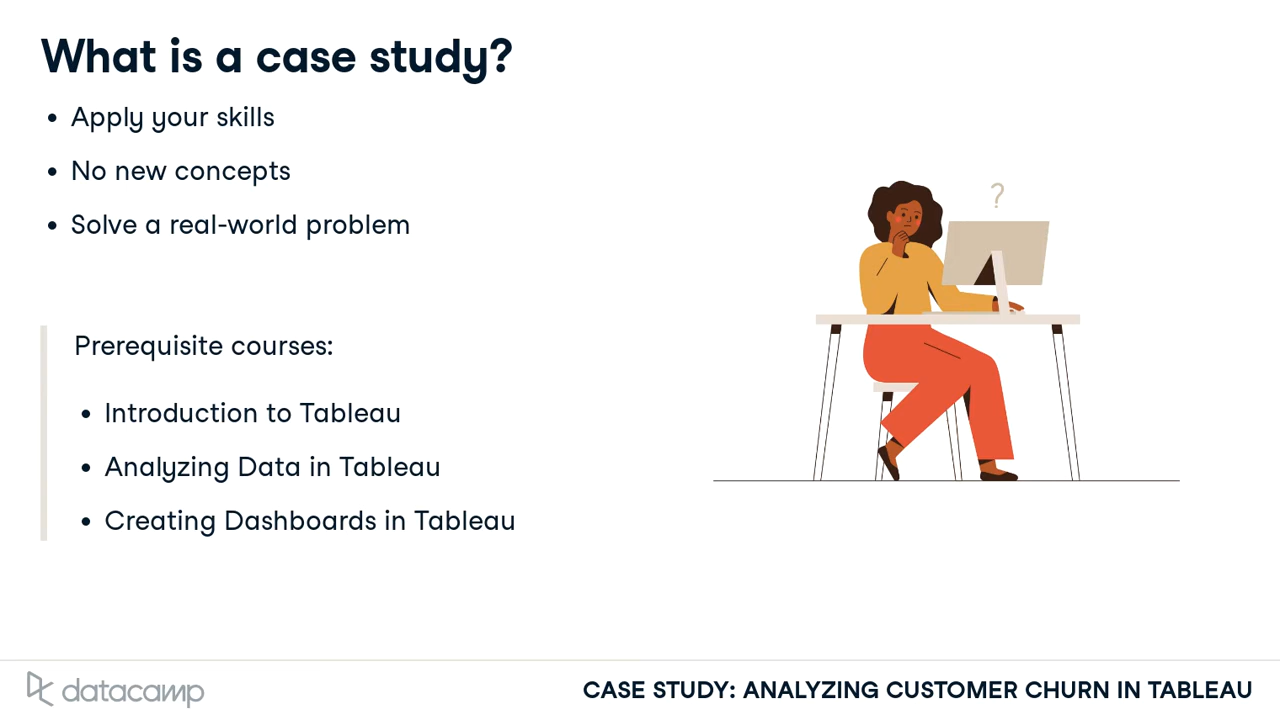 What is a case study?
• Apply your skills
• No new concepts
• Solve a real-world problem
?
Prerequisite courses:
• Introduction to Tableau
• Analyzing Data in Tableau
• Creating Dashboards in Tableau
datacamp
CASE STUDY: ANALYZING CUSTOMER CHURN IN TABLEAU